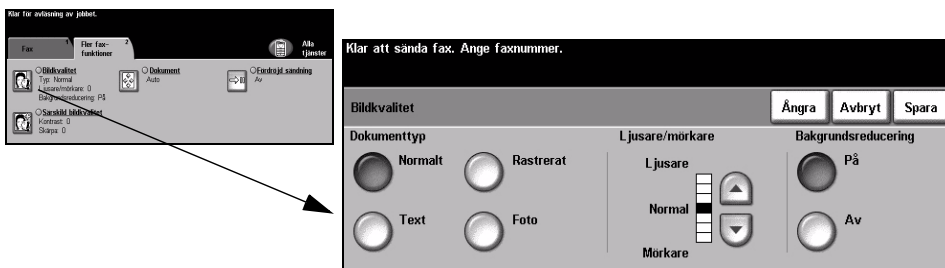 Klar för avläsning av jobbet.
Fax 1
Fler fax- 2
funktioner
Alla
tjänster
Bildkvalitet
Typ: Normal
Ljusare/mörkare: 0
Bakgrundsreducering: På
Dokument
Auto
Fördröjd sändning
Av
Särskild bildkvalitet
Kontrast: 0
Skärpa: 0
Klar att sända fax. Ange faxnummer.
Bildkvalitet
Ångra
Avbryt
Spara
Dokumenttyp
Normalt
Rastrerat
Text
Foto
Ljusare/mörkare
Ljusare
Normal
Mörkare
Bakgrundsreducering
På
Av